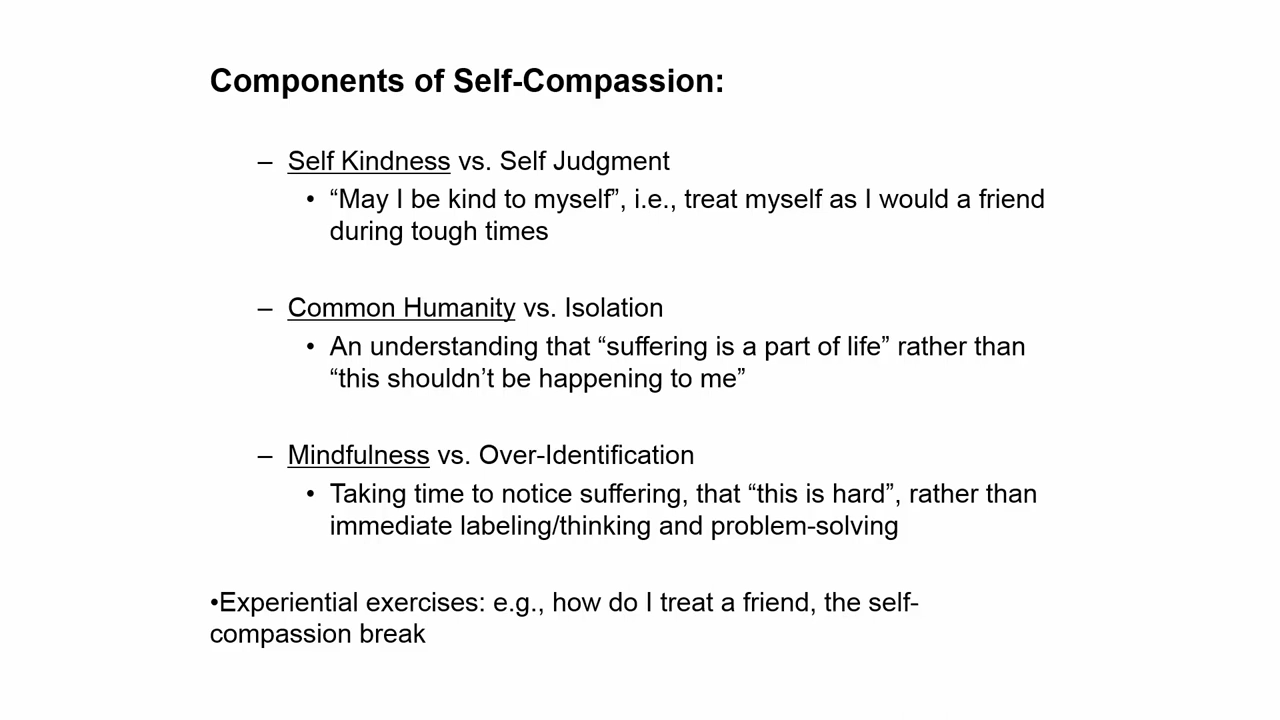 Components of Self-Compassion:
– Self Kindness vs. Self Judgment
• “May I be kind to myself”, i.e., treat myself as I would a friend
during tough times
– Common Humanity vs. Isolation
• An understanding that “suffering is a part of life” rather than
“this shouldn’t be happening to me”
– Mindfulness vs. Over-Identification
• Taking time to notice suffering, that “this is hard”, rather than
immediate labeling/thinking and problem-solving
•Experiential exercises: e.g., how do I treat a friend, the self-
compassion break